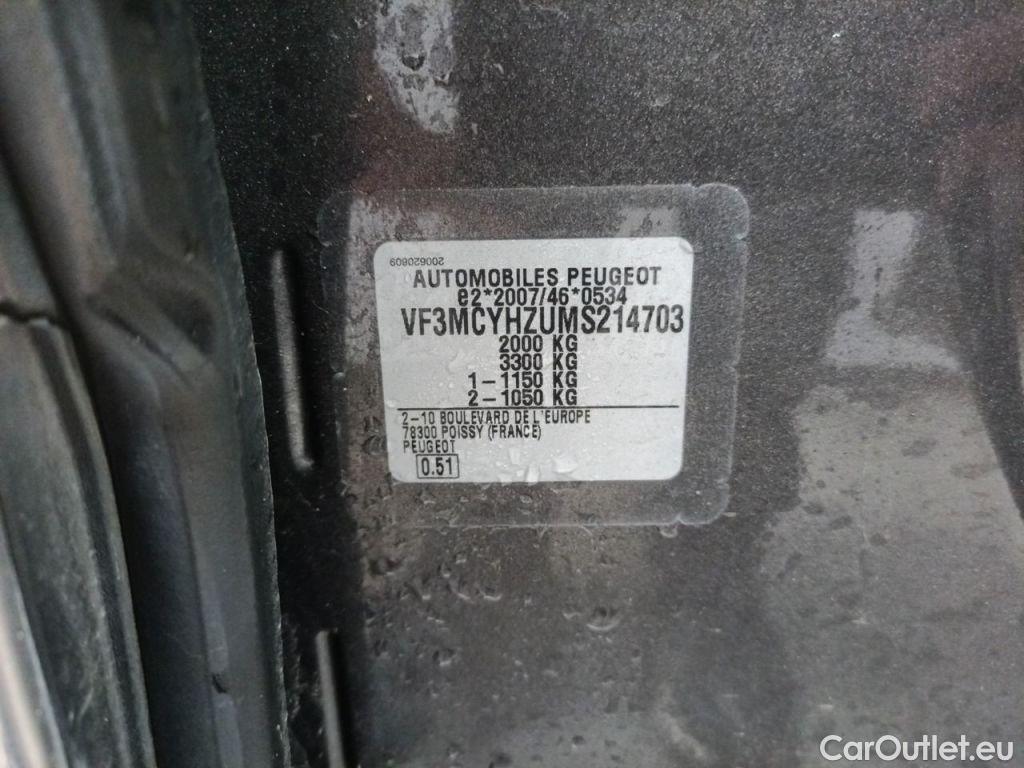 200620809
AUTOMOBILES PEUGEOT
e2*2007/46*0534
VF3MCYHZUMS214703
2000 KG
3300 KG
1-1150 KG
2-1050 KG
2-10 BOULEVARD DE L'EUROPE
78300 POISSY (FRANCE)
PEUGEOT
0.51
CarOutlet.eu